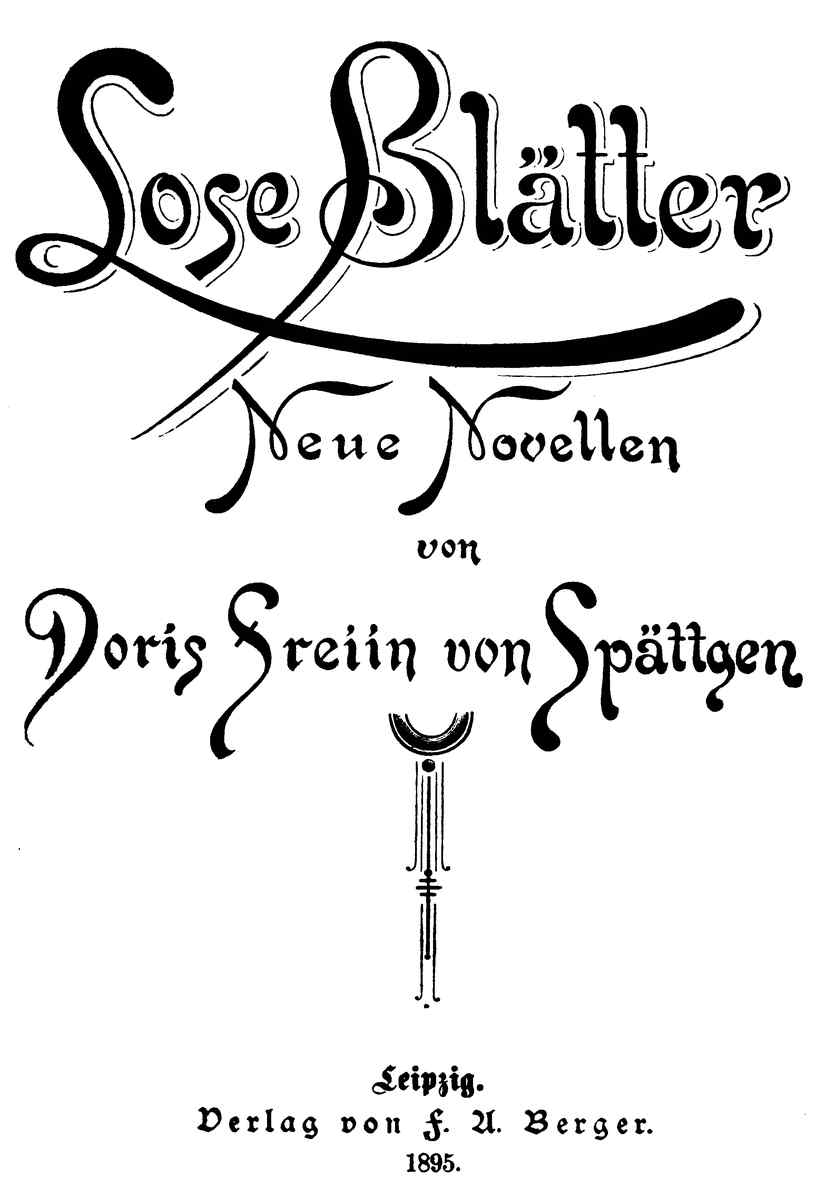 Lose Blätter
Neue Novellen
von
Doris Freiin von Spättgen
Leipzig.
Verlag von F. A. Berger.
1895.